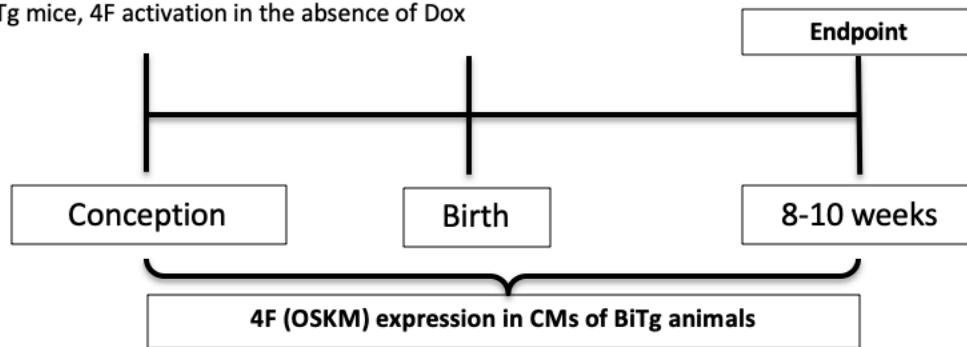 Tg mice, 4F activation in the absence of Dox
Endpoint
Conception
Birth
8-10 weeks
4F (OSKM) expression in CMs of BiTg animals